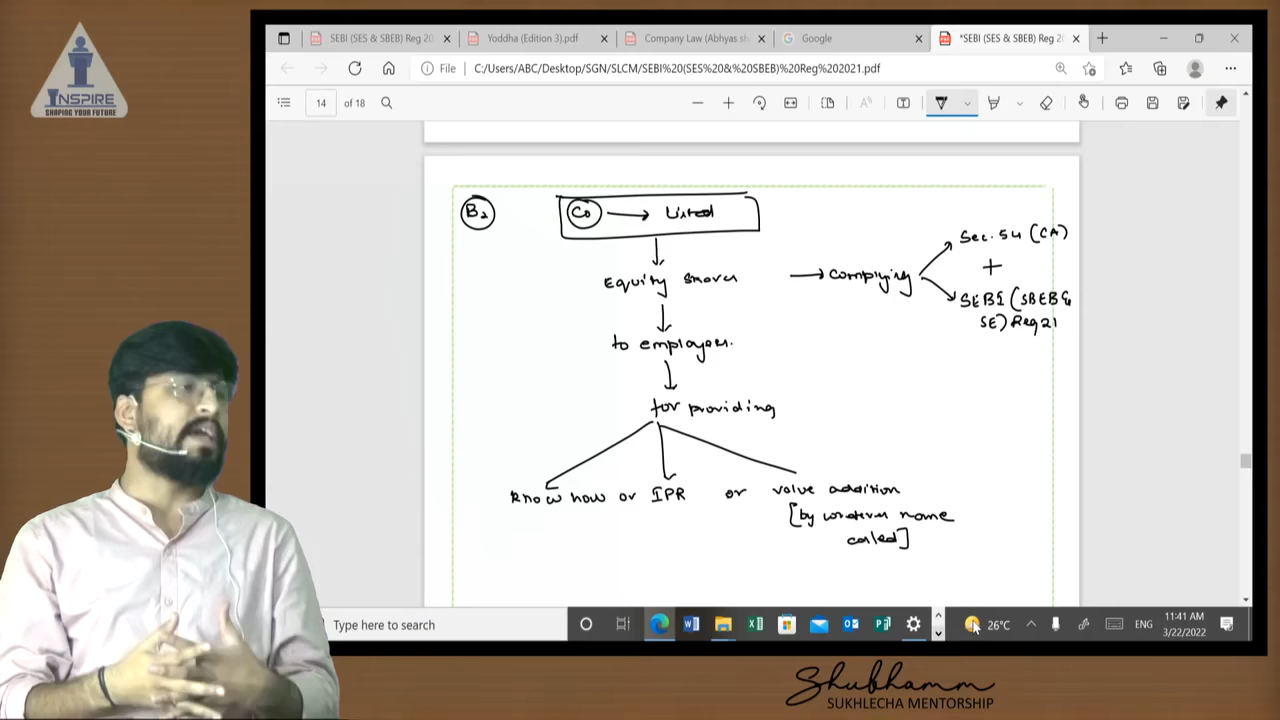 INSPIRE
SHAPING YOUR FUTURE
SEBI (SES & SBEB) Reg 20
Yoddha (Edition 3).pdf
Company Law (Abhyas sh
Google
*SEBI (SES & SBEB) Reg 20
File
C:/Users/ABC/Desktop/SGN/SLCM/SEBI%20(SES%20&%20SBEB)%20Reg%202021.pdf
14 of 18
B2
Co → Listed
Equity shares → complying
Sec. 54 (CA)
+
SEBI (SBEB &
SE) Reg 21
to employees.
for providing
know how or IPR or value addition
[by whatever name
called]
Type here to search
26°C
ENG
11:41 AM
3/22/2022
Shubhamm
SUKHLECHA MENTORSHIP